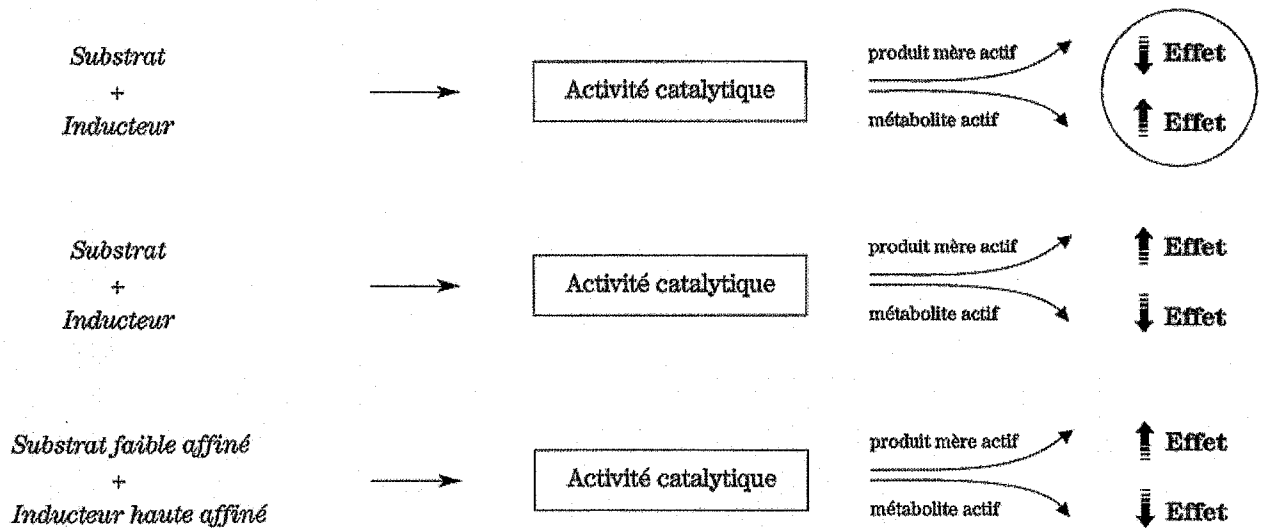 Substrat
+
Inducteur
Activité catalytique
produit mère actif
métabolite actif
Effet
Effet
Substrat
+
Inducteur
Activité catalytique
produit mère actif
métabolite actif
Effet
Effet
Substrat faible affiné
+
Inducteur haute affiné
Activité catalytique
produit mère actif
métabolite actif
Effet
Effet